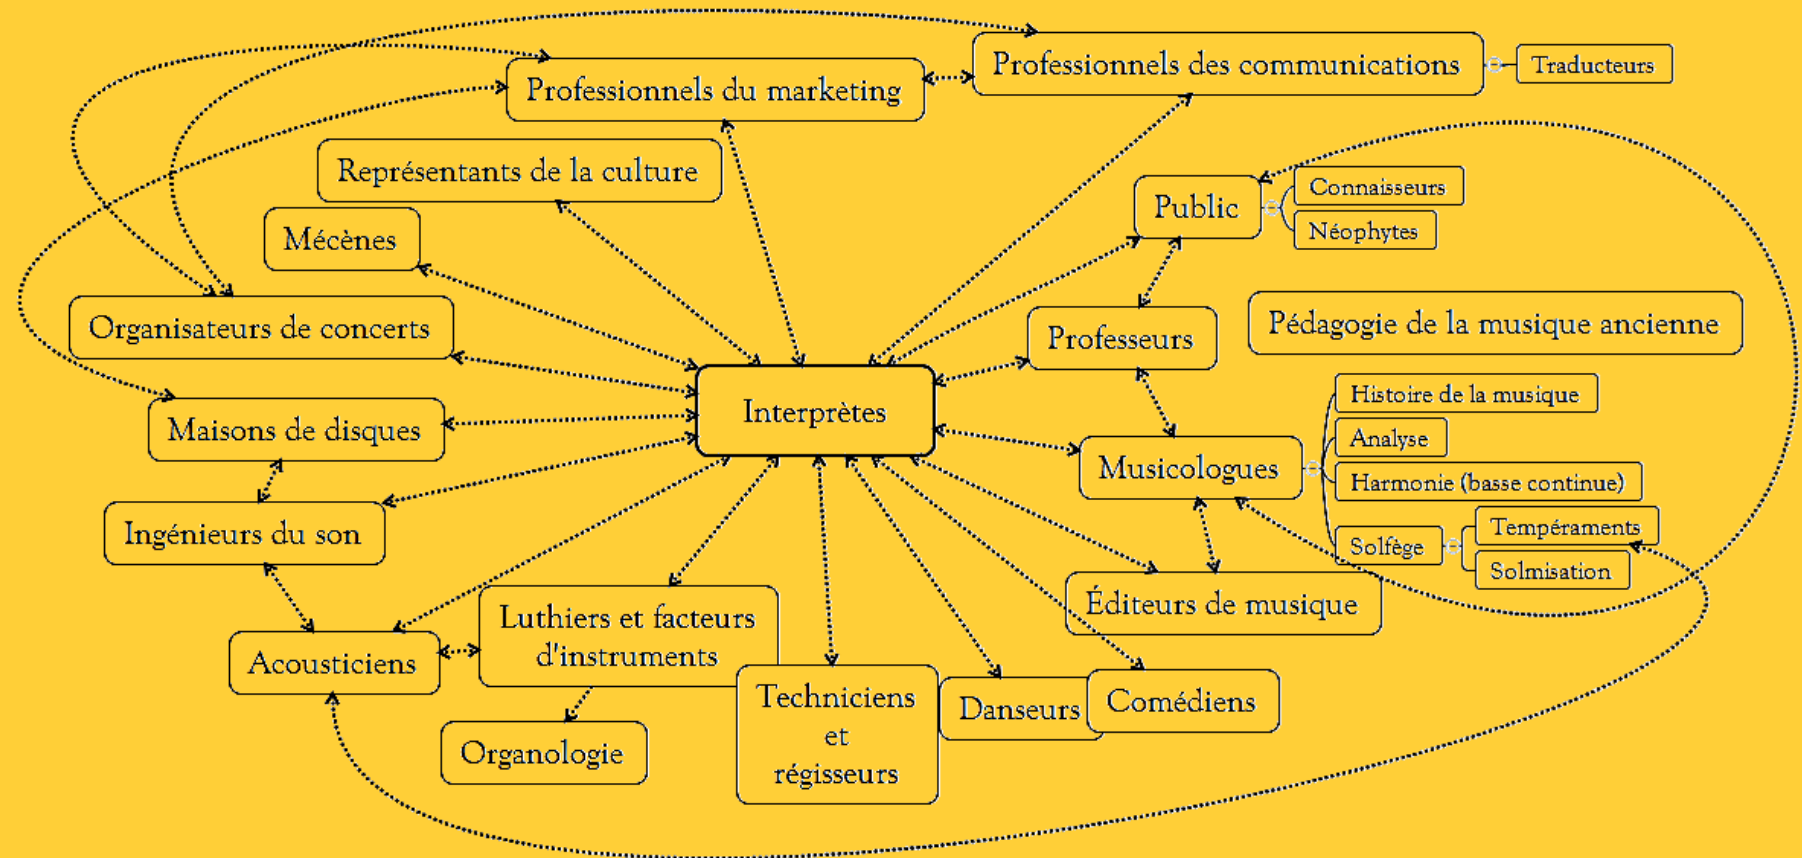 Professionnels des communications
Traducteurs
Professionnels du marketing
Représentants de la culture
Public
Connaisseurs
Néophytes
Mécènes
Organisateurs de concerts
Professeurs
Pédagogie de la musique ancienne
Interprètes
Maisons de disques
Musicologues
Histoire de la musique
Analyse
Harmonie (basse continue)
Solfège
Tempéraments
Solmisation
Ingénieurs du son
Éditeurs de musique
Acousticiens
Luthiers et facteurs
d'instruments
Organologie
Techniciens
et
régisseurs
Danseurs
Comédiens